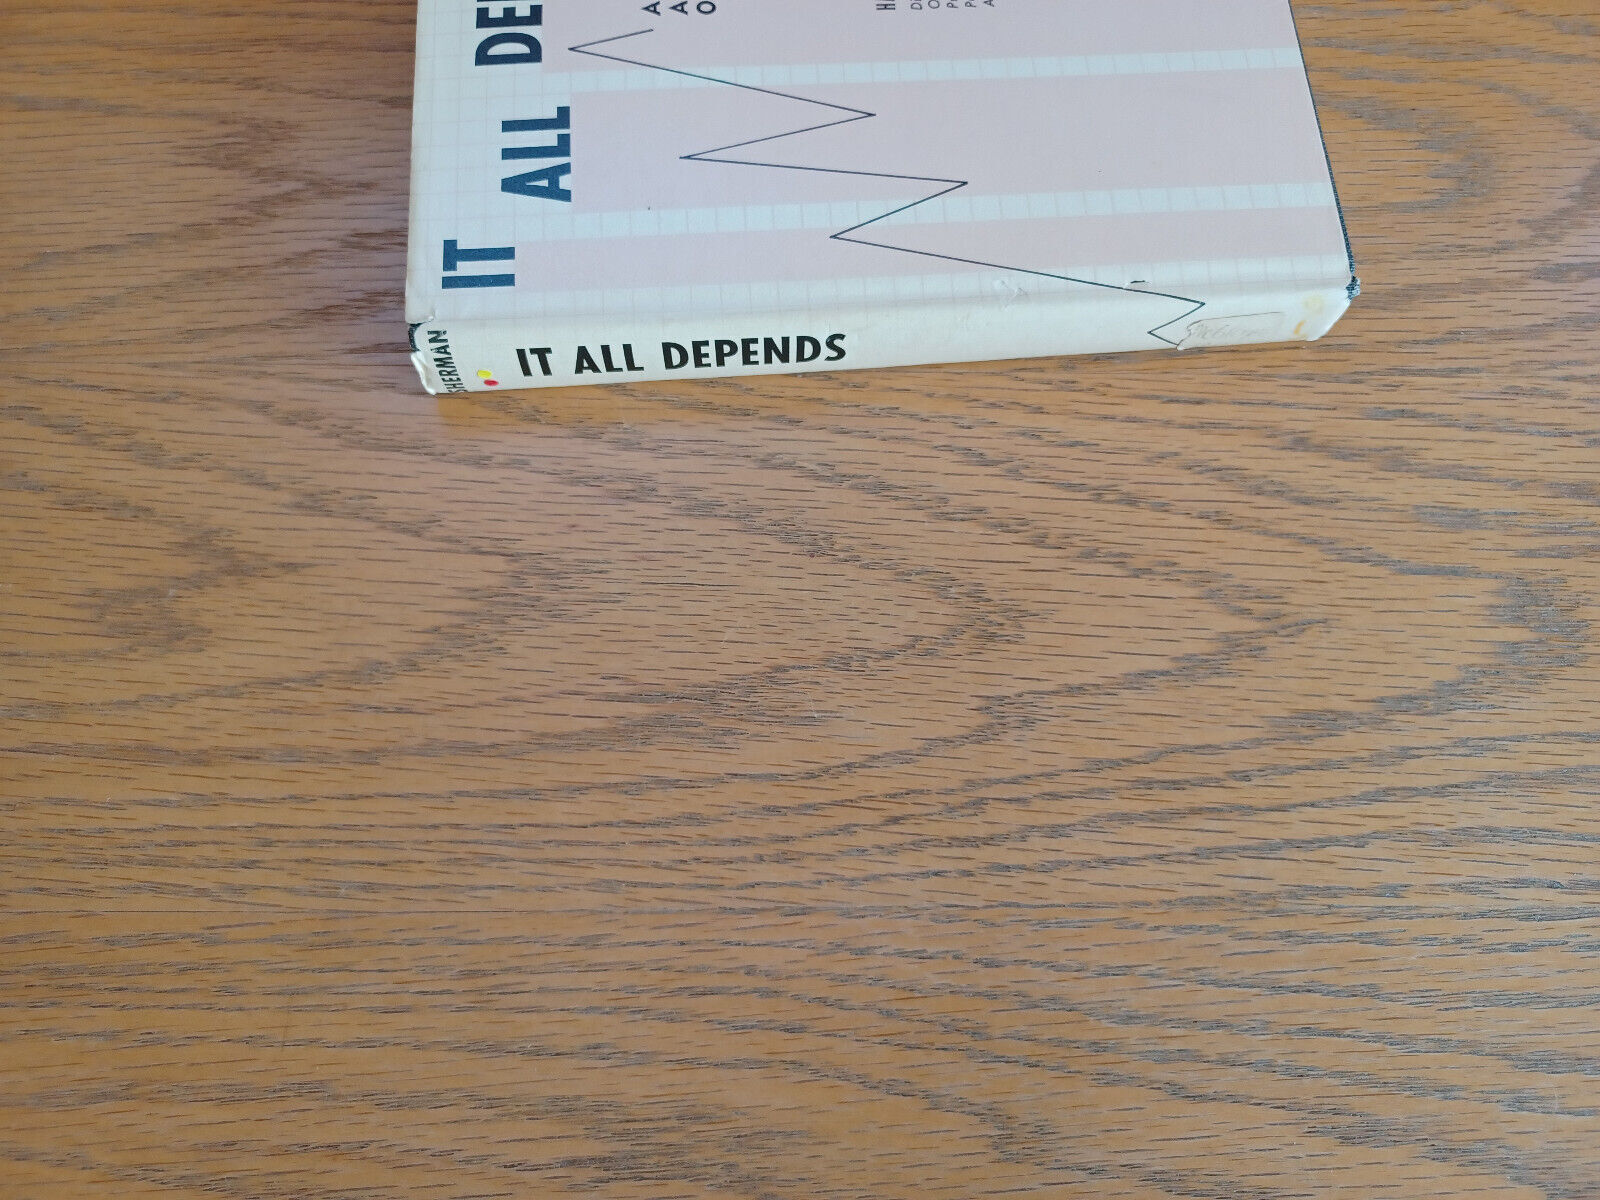 IT ALL DE
A
A
O
H
D
O
P
P
A
SHERMAN
IT ALL DEPENDS